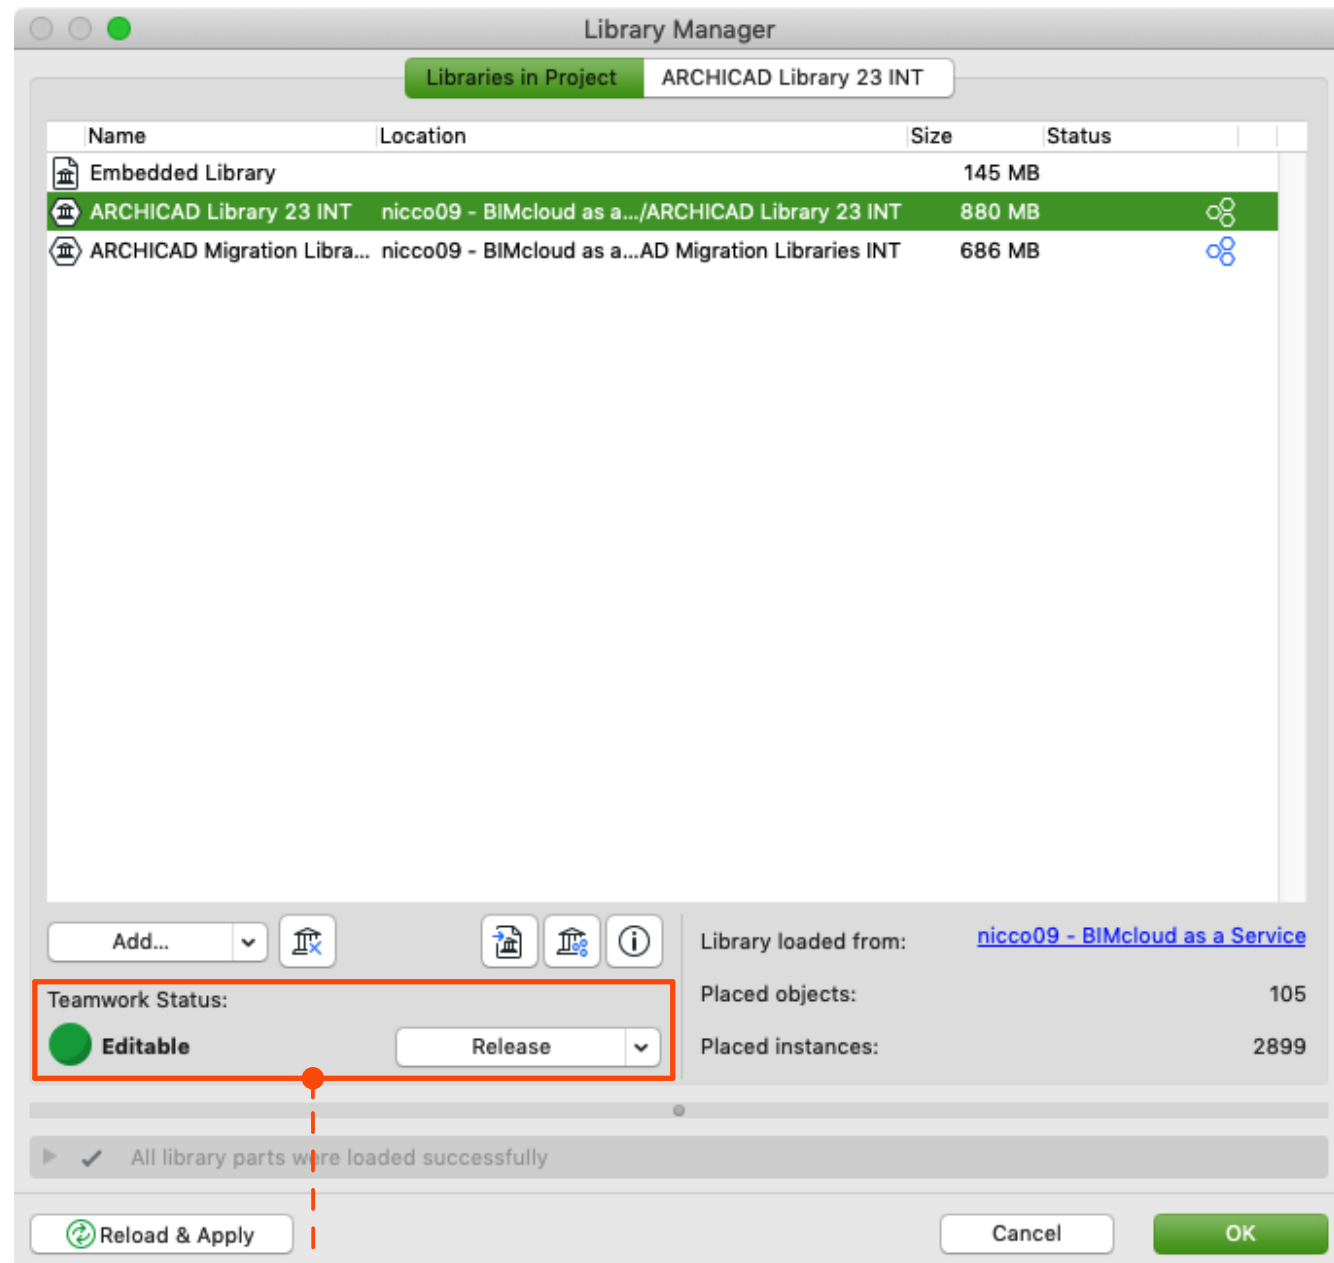 Library Manager
Libraries in Project ARCHICAD Library 23 INT
Name Location Size Status
Embedded Library 145 MB
ARCHICAD Library 23 INT nicco09 - BIMcloud as a.../ARCHICAD Library 23 INT 880 MB
ARCHICAD Migration Libra... nicco09 - BIMcloud as a...AD Migration Libraries INT 686 MB
Add... Library loaded from: nicco09 - BIMcloud as a Service
Teamwork Status: Placed objects: 105
Editable Release Placed instances: 2899
All library parts were loaded successfully
Reload & Apply Cancel OK